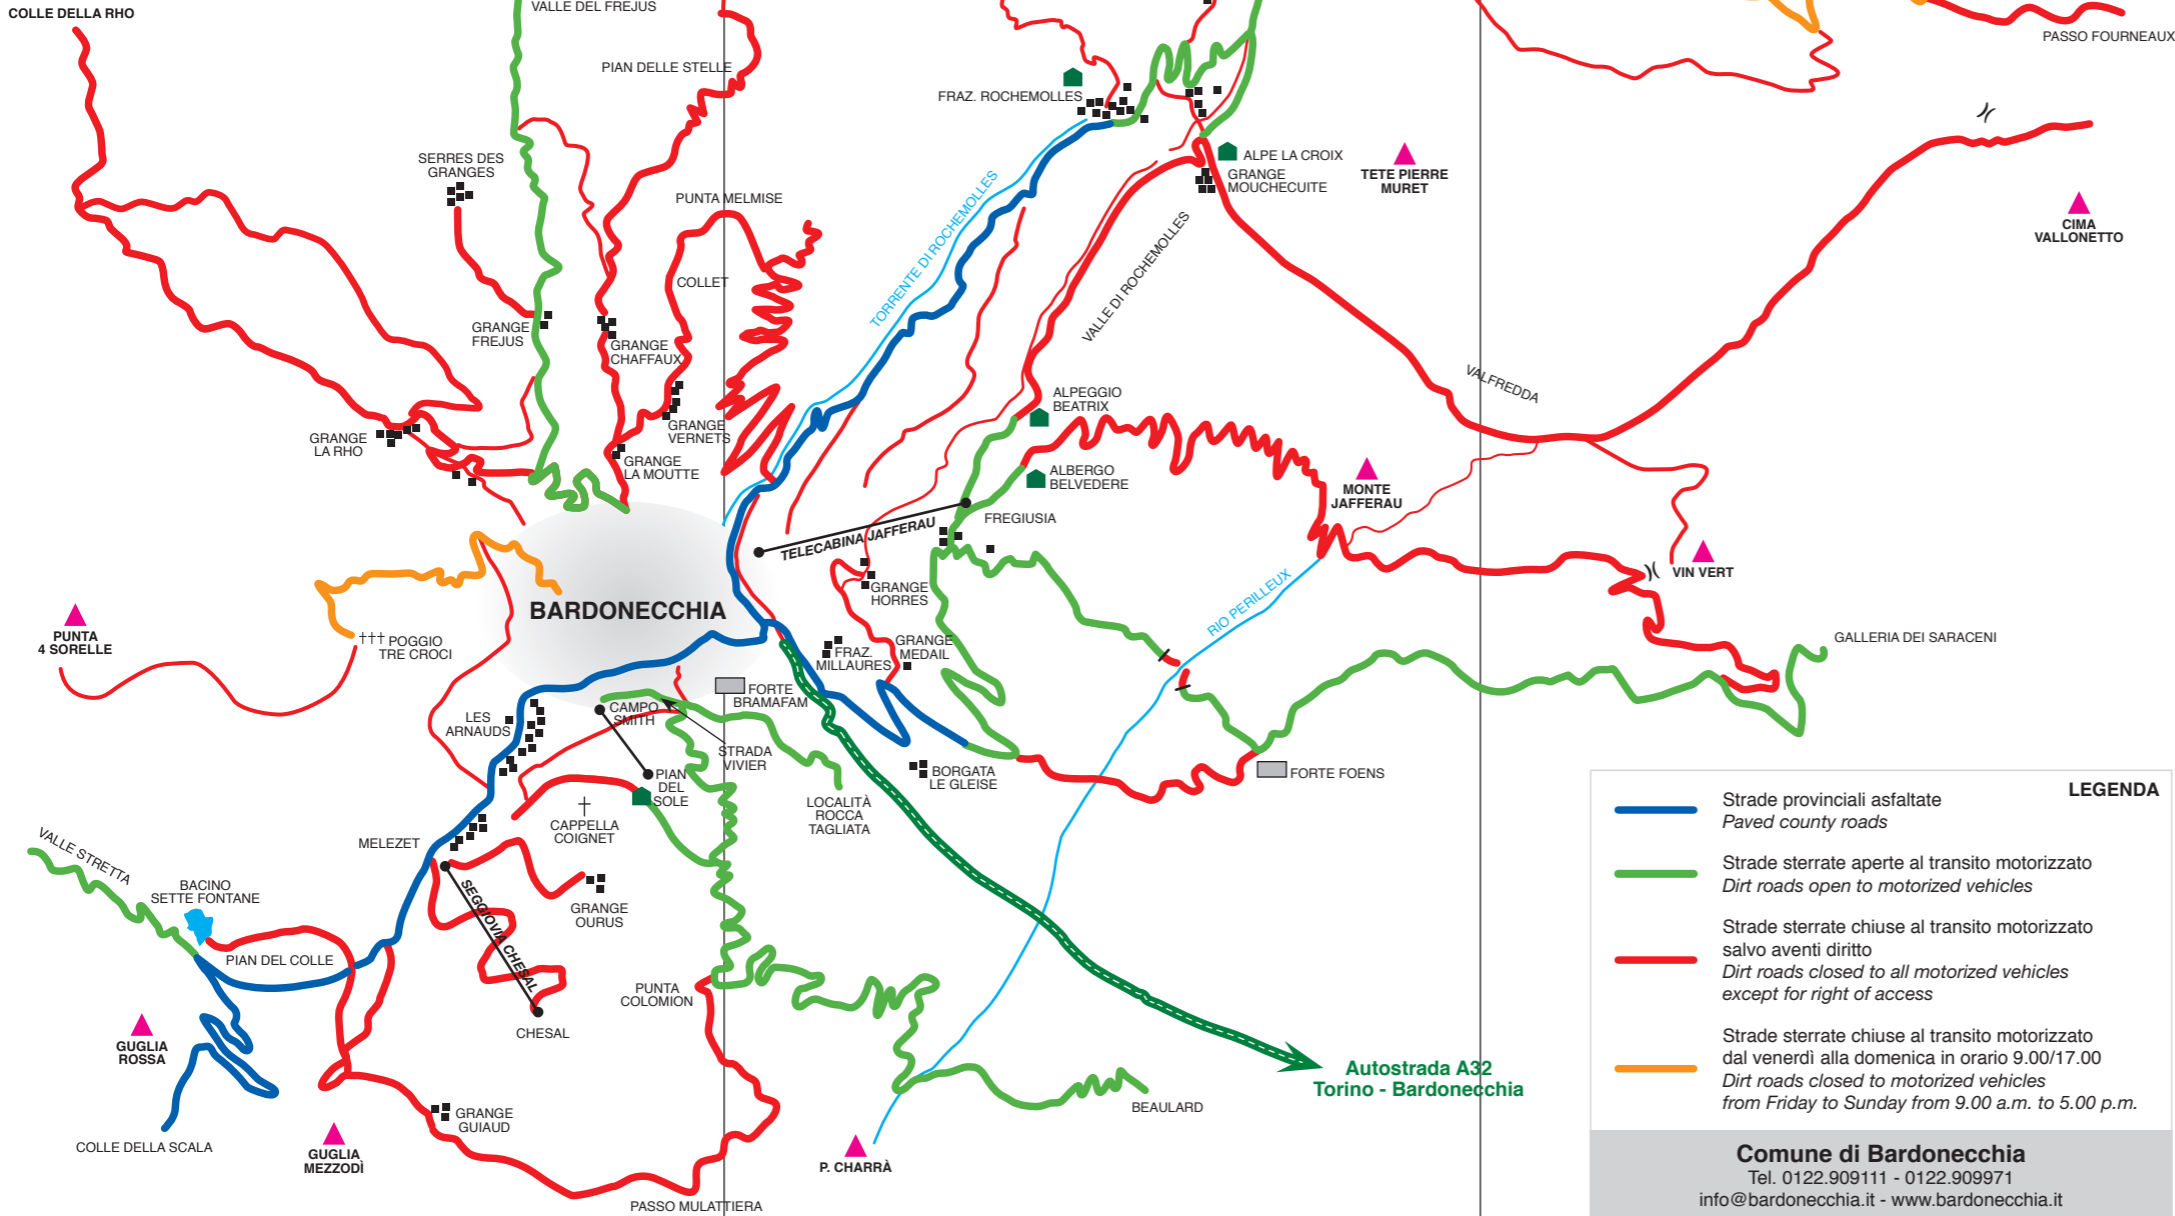 COLLE DELLA RHO
VALLE DEL FREJUS
PASSO FOURNEAUX
PIAN DELLE STELLE
FRAZ. ROCHEMOLLES
SERRES DES
GRANGES
ALPE LA CROIX
GRANGE
MOUCHECUITE
TETE PIERRE
MURET
PUNTA MELMISE
TORRENTE DI ROCHEMOLLES
VALLE DI ROCHEMOLLES
CIMA
VALLONETTO
COLLET
GRANGE
FREJUS
GRANGE
CHAFFAUX
VALFREDDA
ALPEGGIO
BEATRIX
GRANGE
VERNETS
GRANGE
LA RHO
GRANGE
LA MOUTTE
ALBERGO
BELVEDERE
MONTE
JAFFERAU
FREGIUSIA
TELECABINA JAFFERAU
VIN VERT
GRANGE
HORRES
RIO PERILLEUX
BARDONECCHIA
PUNTA
4 SORELLE
††† POGGIO
TRE CROCI
GRANGE
MEDAIL
FRAZ.
MILLAURES
GALLERIA DEI SARACENI
FORTE
BRAMAFAM
LES
ARNAUDS
CAMPO
SMITH
STRADA
VIVIER
PIAN
DEL
SOLE
BORGATA
LE GLEISE
FORTE FOENS
LOCALITÀ
ROCCA
TAGLIATA
†
CAPPELLA
COIGNET
MELEZET
VALLE STRETTA
BACINO
SETTE FONTANE
SEGGIOVIA CHESAL
GRANGE
OURUS
PIAN DEL COLLE
PUNTA
COLOMION
CHESAL
GUGLIA
ROSSA
Autostrada A32
Torino - Bardonecchia
BEAULARD
GRANGE
GUIAUD
COLLE DELLA SCALA
GUGLIA
MEZZODÌ
P. CHARRÀ
PASSO MULATTIERA
LEGENDA
Strade provinciali asfaltate
Paved county roads
Strade sterrate aperte al transito motorizzato
Dirt roads open to motorized vehicles
Strade sterrate chiuse al transito motorizzato
salvo aventi diritto
Dirt roads closed to all motorized vehicles
except for right of access
Strade sterrate chiuse al transito motorizzato
dal venerdì alla domenica in orario 9.00/17.00
Dirt roads closed to motorized vehicles
from Friday to Sunday from 9.00 a.m. to 5.00 p.m.
Comune di Bardonecchia
Tel. 0122.909111 - 0122.909971
info@bardonecchia.it - www.bardonecchia.it